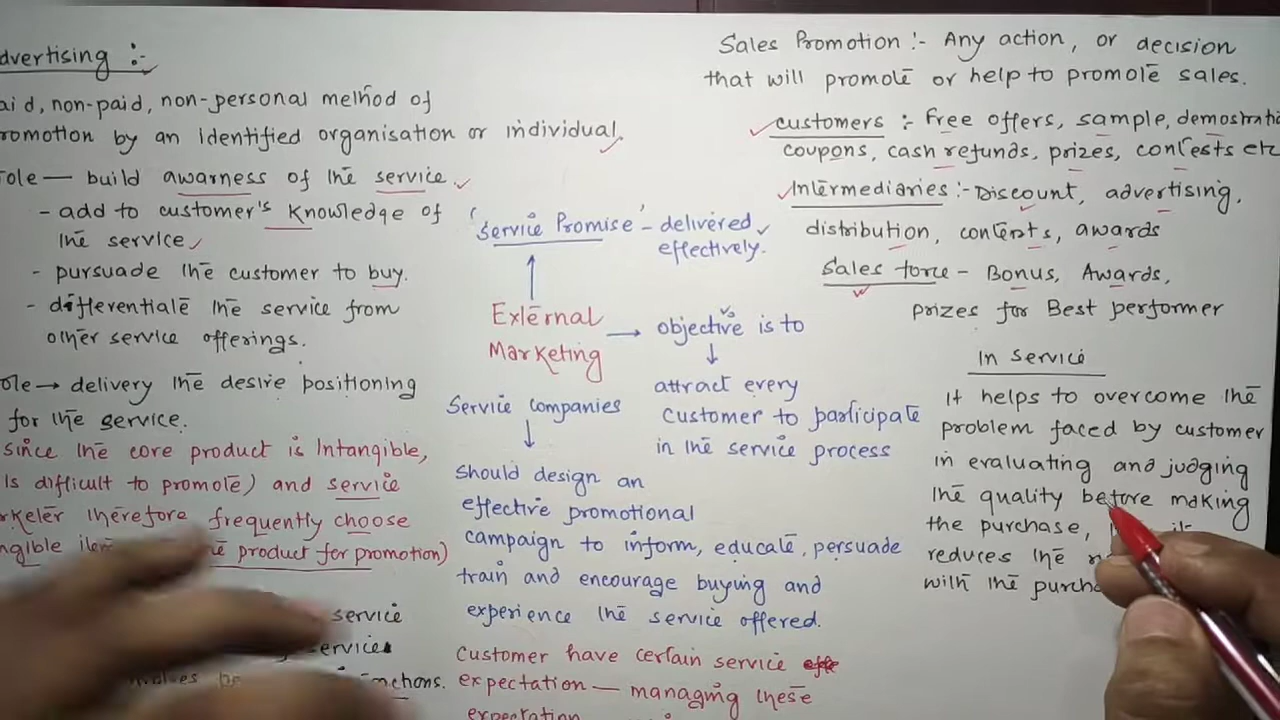 dvertising :-
aid, non-paid, non-personal method of
romotion by an identified organisation or individual.
role — build awarness of the service
- add to customer's knowledge of
the service
- pursuade the customer to buy.
- differentiate the service from
other service offerings.
ole → delivery the desire positioning
for the service.
since the core product is Intangible,
Is difficult to promote) and service
rketer therefore frequently choose
ngible the product for promotion)
service
service
'Service Promise' - delivered
effectively.
External
Marketing
→ objective is to
↓
attract every
customer to participate
in the service process
Service companies
↓
should design an
effective promotional
campaign to inform, educate, persuade
train and encourage buying and
experience the service offered.
customer have certain service
expectation — managing these
expectation
Sales Promotion :- Any action, or decision
that will promote or help to promote sales.
customers :- Free offers, sample, demostratio
coupons, cash refunds, prizes, contests etc
Intermediaries :- Discount, advertising,
distribution, contests, awards
Sales force - Bonus, Awards,
prizes for Best performer
In service
it helps to overcome the
problem faced by customer
in evaluating and judging
the quality before making
the purchase,
reduces the
with the purcha